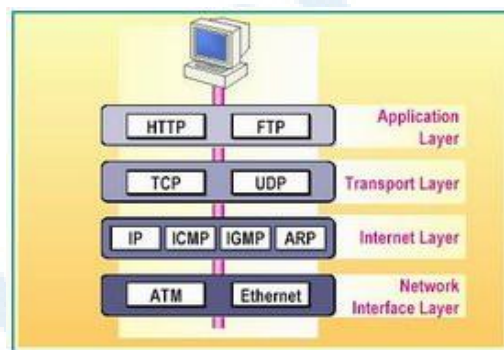 HTTP FTP
Application
Layer
TCP UDP
Transport Layer
IP ICMP IGMP ARP
Internet Layer
ATM Ethernet
Network
Interface Layer